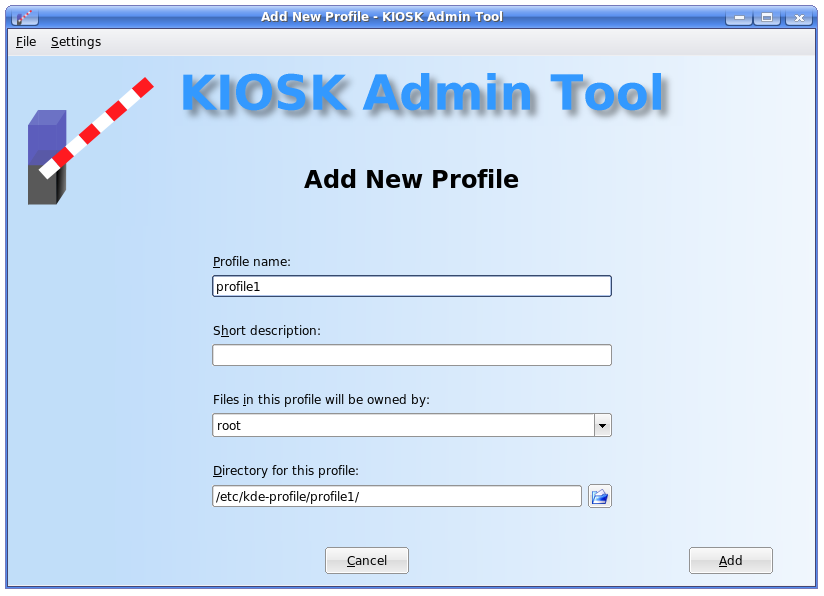 Add New Profile - KIOSK Admin Tool
File Settings
KIOSK Admin Tool
Add New Profile
Profile name:
profile1
Short description:
Files in this profile will be owned by:
root
Directory for this profile:
/etc/kde-profile/profile1/
Cancel Add